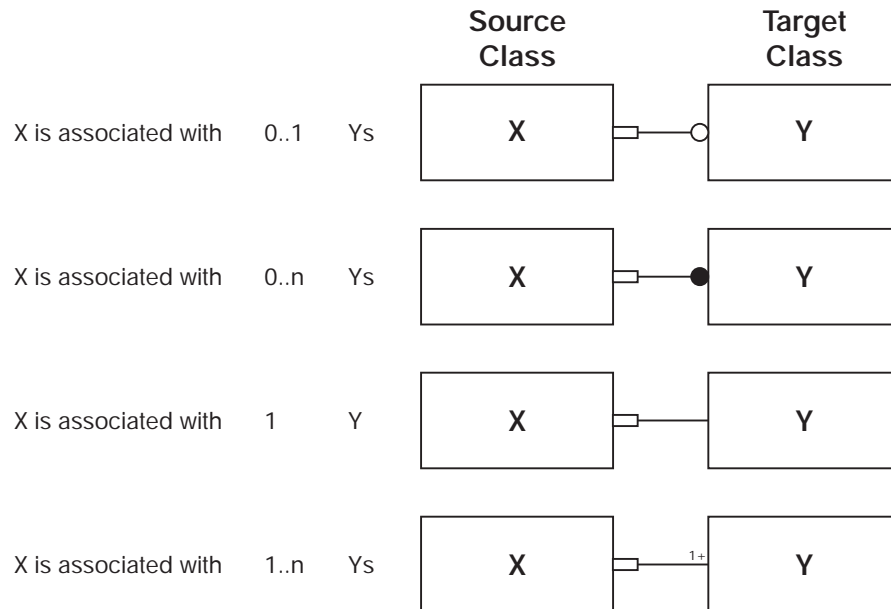 Source Class
Target Class
X is associated with 0..1 Ys X Y
X is associated with 0..n Ys X Y
X is associated with 1 Y X Y
X is associated with 1..n Ys X 1+ Y